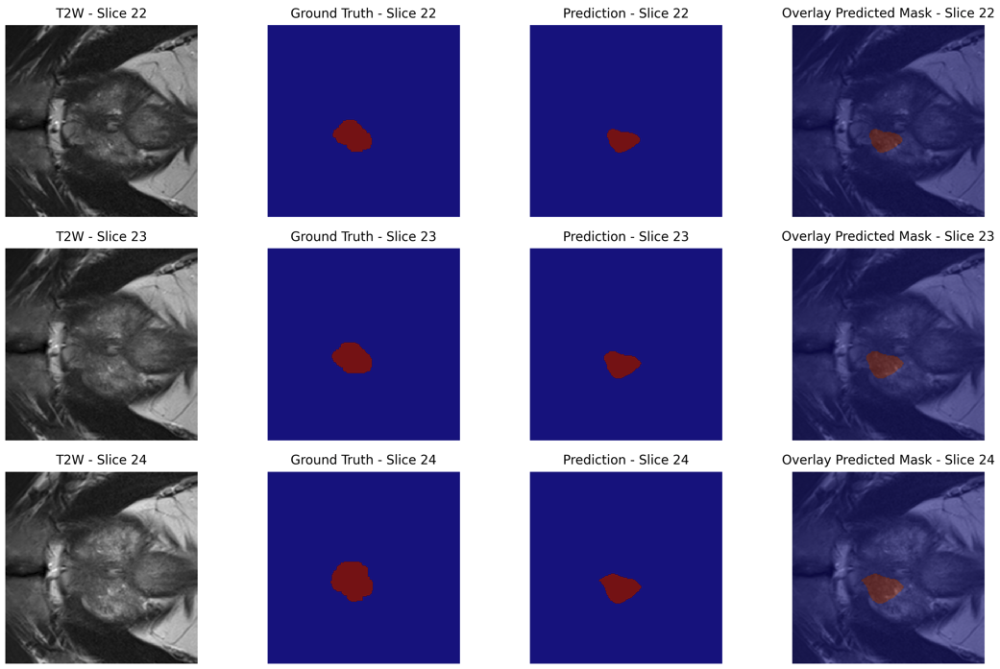 T2W - Slice 22
Ground Truth - Slice 22
Prediction - Slice 22
Overlay Predicted Mask - Slice 22
T2W - Slice 23
Ground Truth - Slice 23
Prediction - Slice 23
Overlay Predicted Mask - Slice 23
T2W - Slice 24
Ground Truth - Slice 24
Prediction - Slice 24
Overlay Predicted Mask - Slice 24